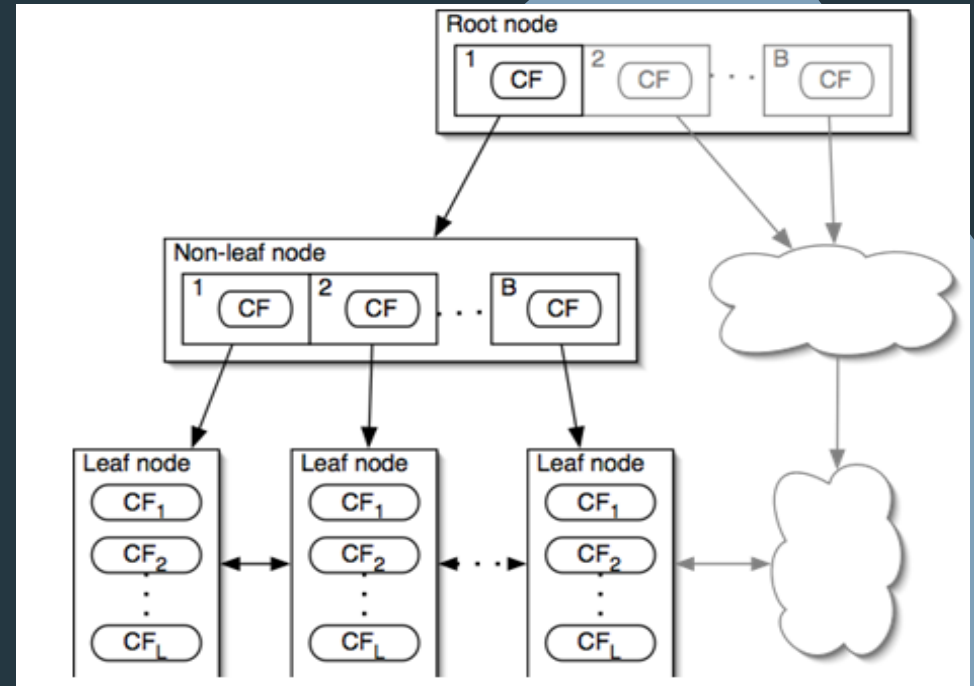 Root node
1 CF 2 CF . . . B CF
Non-leaf node
1 CF 2 CF . . . B CF
Leaf node Leaf node Leaf node
CF1 CF1 CF1
CF2 CF2 . . . CF2
CFL CFL CFL